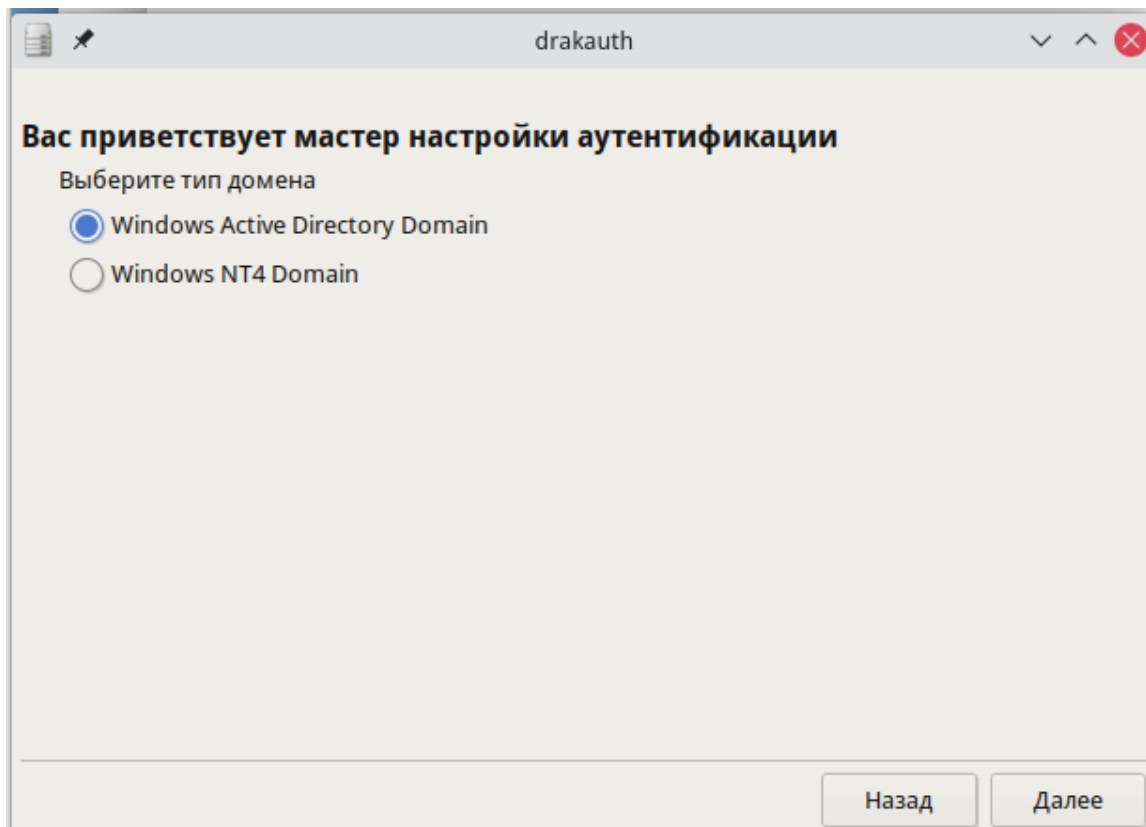 drakauth
Вас приветствует мастер настройки аутентификации
Выберите тип домена
Windows Active Directory Domain
Windows NT4 Domain
Назад
Далее